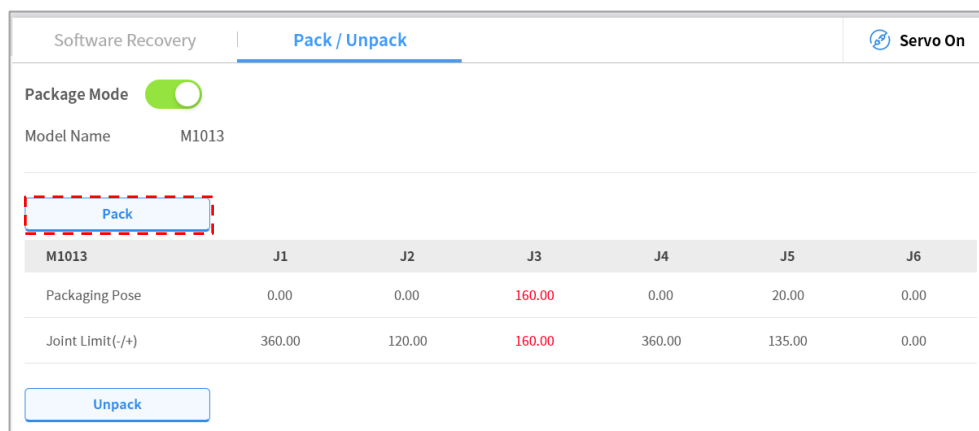 Software Recovery Pack / Unpack Servo On
Package Mode
Model Name M1013
Pack
M1013 J1 J2 J3 J4 J5 J6
Packaging Pose 0.00 0.00 160.00 0.00 20.00 0.00
Joint Limit(-/+) 360.00 120.00 160.00 360.00 135.00 0.00
Unpack